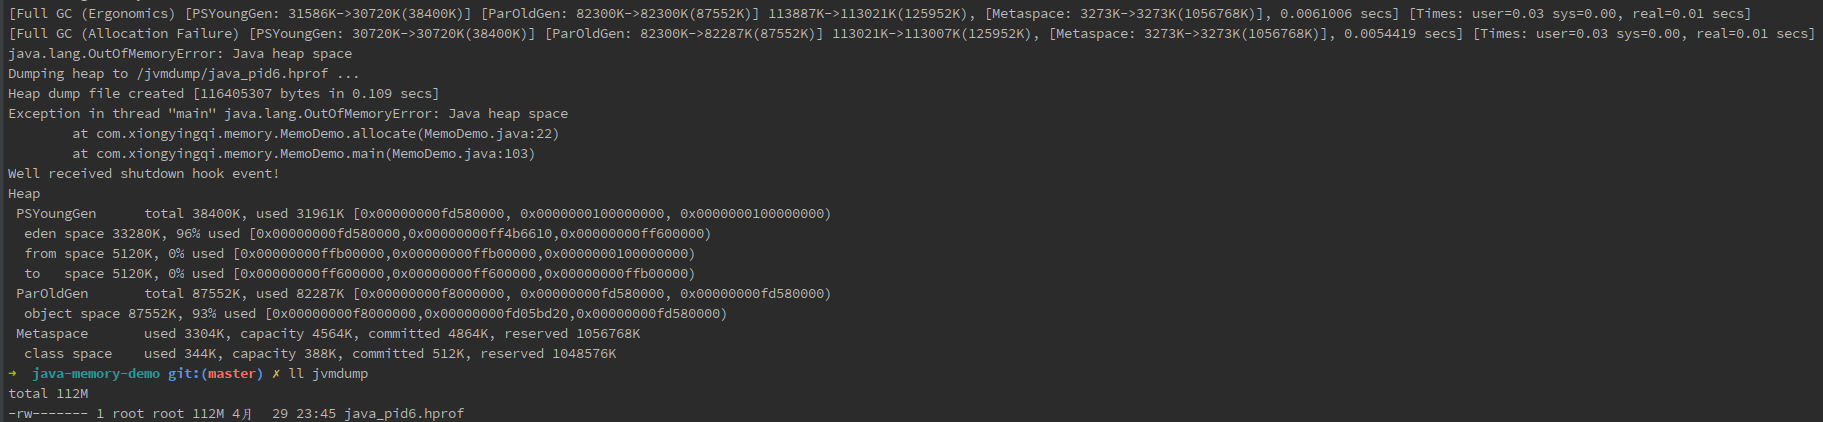 [Full GC (Ergonomics) [PSYoungGen: 31586K->30720K(38400K)] [ParOldGen: 82300K->82300K(87552K)] 113887K->113021K(125952K), [Metaspace: 3273K->3273K(1056768K)], 0.0061006 secs] [Times: user=0.03 sys=0.00, real=0.01 secs]
[Full GC (Allocation Failure) [PSYoungGen: 30720K->30720K(38400K)] [ParOldGen: 82300K->82287K(87552K)] 113021K->113007K(125952K), [Metaspace: 3273K->3273K(1056768K)], 0.0054419 secs] [Times: user=0.03 sys=0.00, real=0.01 secs]
java.lang.OutOfMemoryError: Java heap space
Dumping heap to /jvmdump/java_pid6.hprof ...
Heap dump file created [116405307 bytes in 0.109 secs]
Exception in thread "main" java.lang.OutOfMemoryError: Java heap space
        at com.xiongyingqi.memory.MemoDemo.allocate(MemoDemo.java:22)
        at com.xiongyingqi.memory.MemoDemo.main(MemoDemo.java:103)
Well received shutdown hook event!
Heap
 PSYoungGen      total 38400K, used 31961K [0x00000000fd580000, 0x0000000100000000, 0x0000000100000000)
  eden space 33280K, 96% used [0x00000000fd580000,0x00000000ff4b6610,0x00000000ff600000)
  from space 5120K, 0% used [0x00000000ffb00000,0x00000000ffb00000,0x0000000100000000)
  to   space 5120K, 0% used [0x00000000ff600000,0x00000000ff600000,0x00000000ffb00000)
 ParOldGen       total 87552K, used 82287K [0x00000000f8000000, 0x00000000fd580000, 0x00000000fd580000)
  object space 87552K, 93% used [0x00000000f8000000,0x00000000fd05bd20,0x00000000fd580000)
 Metaspace       used 3304K, capacity 4564K, committed 4864K, reserved 1056768K
  class space    used 344K, capacity 388K, committed 512K, reserved 1048576K
➜  java-memory-demo git:(master) ✗ ll jvmdump
total 112M
-rw------- 1 root root 112M 4月  29 23:45 java_pid6.hprof